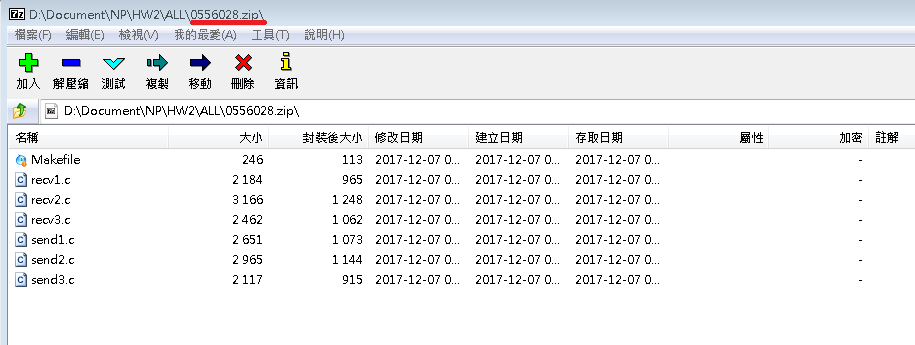 D:\Document\NP\HW2\ALL\0556028.zip\
檔案(F) 編輯(E) 檢視(V) 我的最愛(A) 工具(T) 說明(H)
加入 解壓縮 測試 複製 移動 刪除 資訊
D:\Document\NP\HW2\ALL\0556028.zip\
名稱 大小 封裝後大小 修改日期 建立日期 存取日期 屬性 加密 註解
Makefile 246 113 2017-12-07 0... 2017-12-07 0... 2017-12-07 0... -
recv1.c 2 184 965 2017-12-07 0... 2017-12-07 0... 2017-12-07 0... -
recv2.c 3 166 1 248 2017-12-07 0... 2017-12-07 0... 2017-12-07 0... -
recv3.c 2 462 1 062 2017-12-07 0... 2017-12-07 0... 2017-12-07 0... -
send1.c 2 651 1 073 2017-12-07 0... 2017-12-07 0... 2017-12-07 0... -
send2.c 2 965 1 144 2017-12-07 0... 2017-12-07 0... 2017-12-07 0... -
send3.c 2 117 915 2017-12-07 0... 2017-12-07 0... 2017-12-07 0... -